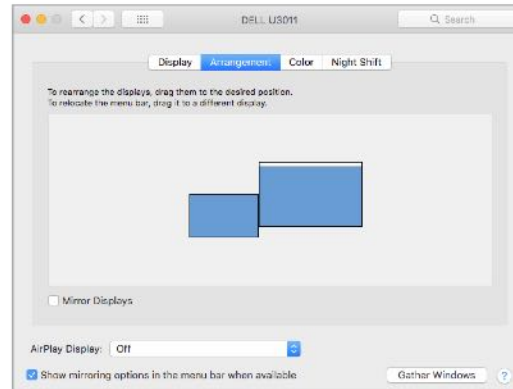 DELL U3011
Search
Display Arrangement Color Night Shift
To rearrange the displays, drag them to the desired position.
To relocate the menu bar, drag it to a different display.
Mirror Displays
AirPlay Display: Off
Show mirroring options in the menu bar when available
Gather Windows ?